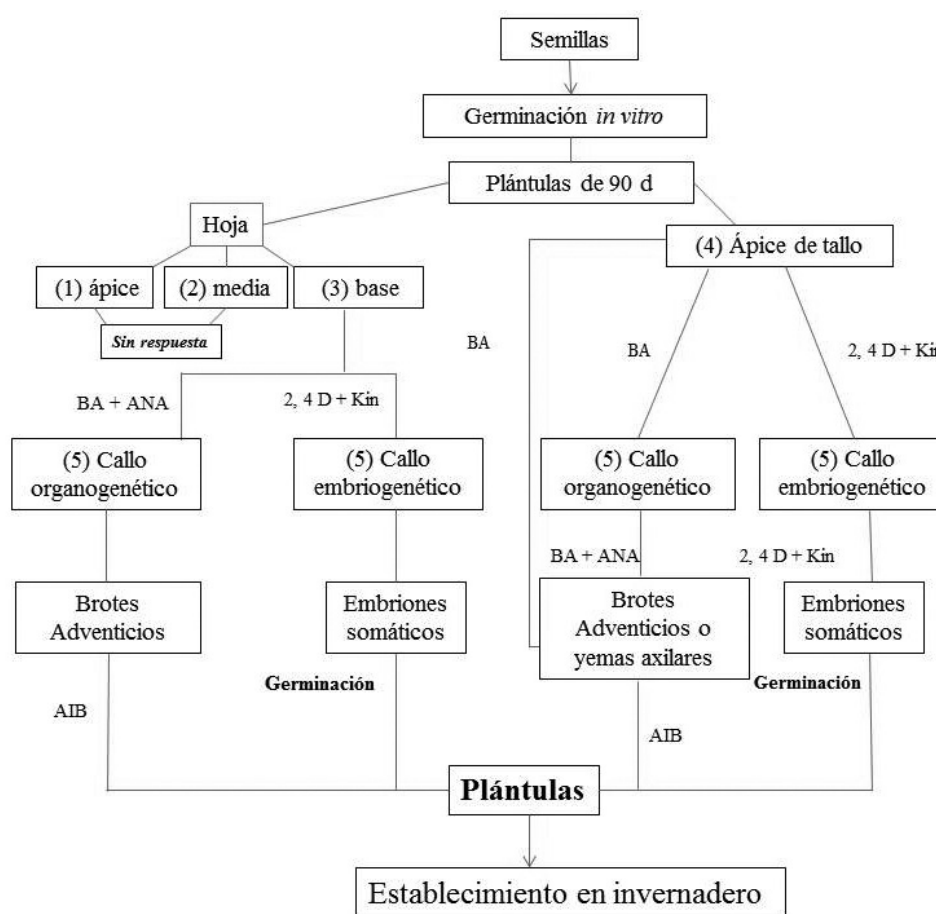 Semillas
Germinación in vitro
Plántulas de 90 d
Hoja
(4) Ápice de tallo
(1) ápice
(2) media
(3) base
Sin respuesta
BA
BA
2, 4 D + Kin
BA + ANA
2, 4 D + Kin
(5) Callo
organogenético
(5) Callo
embriogenético
(5) Callo
organogenético
(5) Callo
embriogenético
BA + ANA
2, 4 D + Kin
Brotes
Adventicios
Embriones
somáticos
Brotes
Adventicios o
yemas axilares
Embriones
somáticos
Germinación
Germinación
AIB
AIB
Plántulas
Establecimiento en invernadero